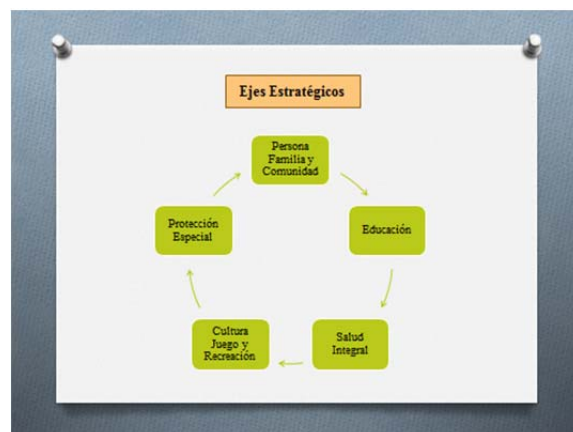 Ejes Estratégicos
Persona
Familia y
Comunidad
Educación
Salud
Integral
Cultura
Juego y
Recreación
Protección
Especial